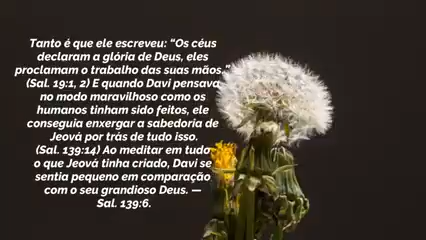 Tanto é que ele escreveu: “Os céus
declaram a glória de Deus, eles
proclamam o trabalho das suas mãos.”
(Sal. 19:1, 2) E quando Davi pensava
no modo maravilhoso como os
humanos tinham sido feitos, ele
conseguia enxergar a sabedoria de
Jeová por trás de tudo isso.
(Sal. 139:14) Ao meditar em tudo
o que Jeová tinha criado, Davi se
sentia pequeno em comparação
com o seu grandioso Deus. —
Sal. 139:6.